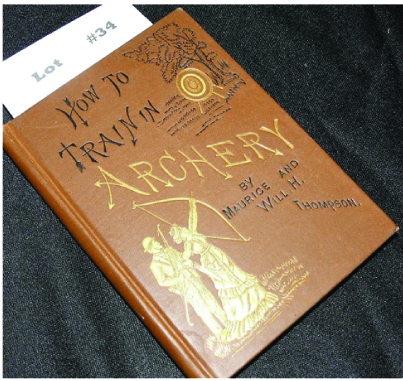 Lot #34
HOW TO
TRAIN IN
ARCHERY
BY
MAURICE AND
WILL. H.
THOMPSON.